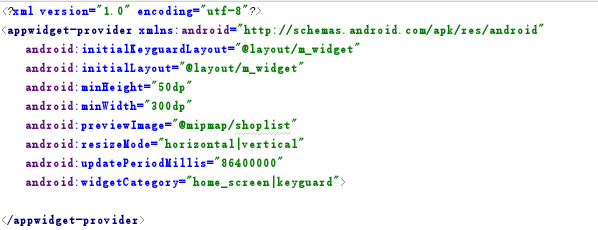 <?xml version="1.0" encoding="utf-8"?>
<appwidget-provider xmlns:android="http://schemas.android.com/apk/res/android"
android:initialKeyguardLayout="@layout/m_widget"
android:initialLayout="@layout/m_widget"
android:minHeight="50dp"
android:minWidth="300dp"
android:previewImage="@mipmap/shoplist"
android:resizeMode="horizontal|vertical"
android:updatePeriodMillis="86400000"
android:widgetCategory="home_screen|keyguard">
</appwidget-provider>